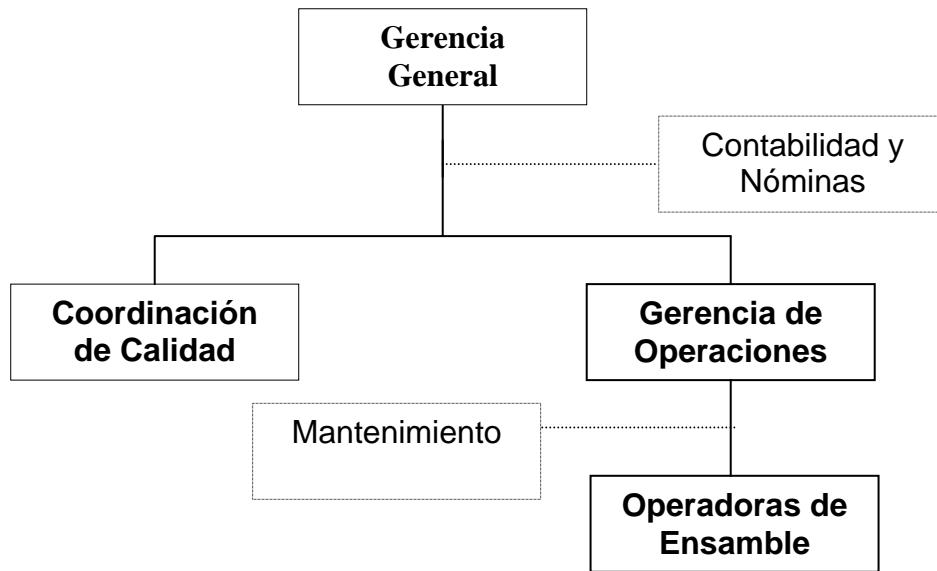 Gerencia
General
Contabilidad y
Nóminas
Coordinación
de Calidad
Gerencia de
Operaciones
Mantenimiento
Operadoras de
Ensamble